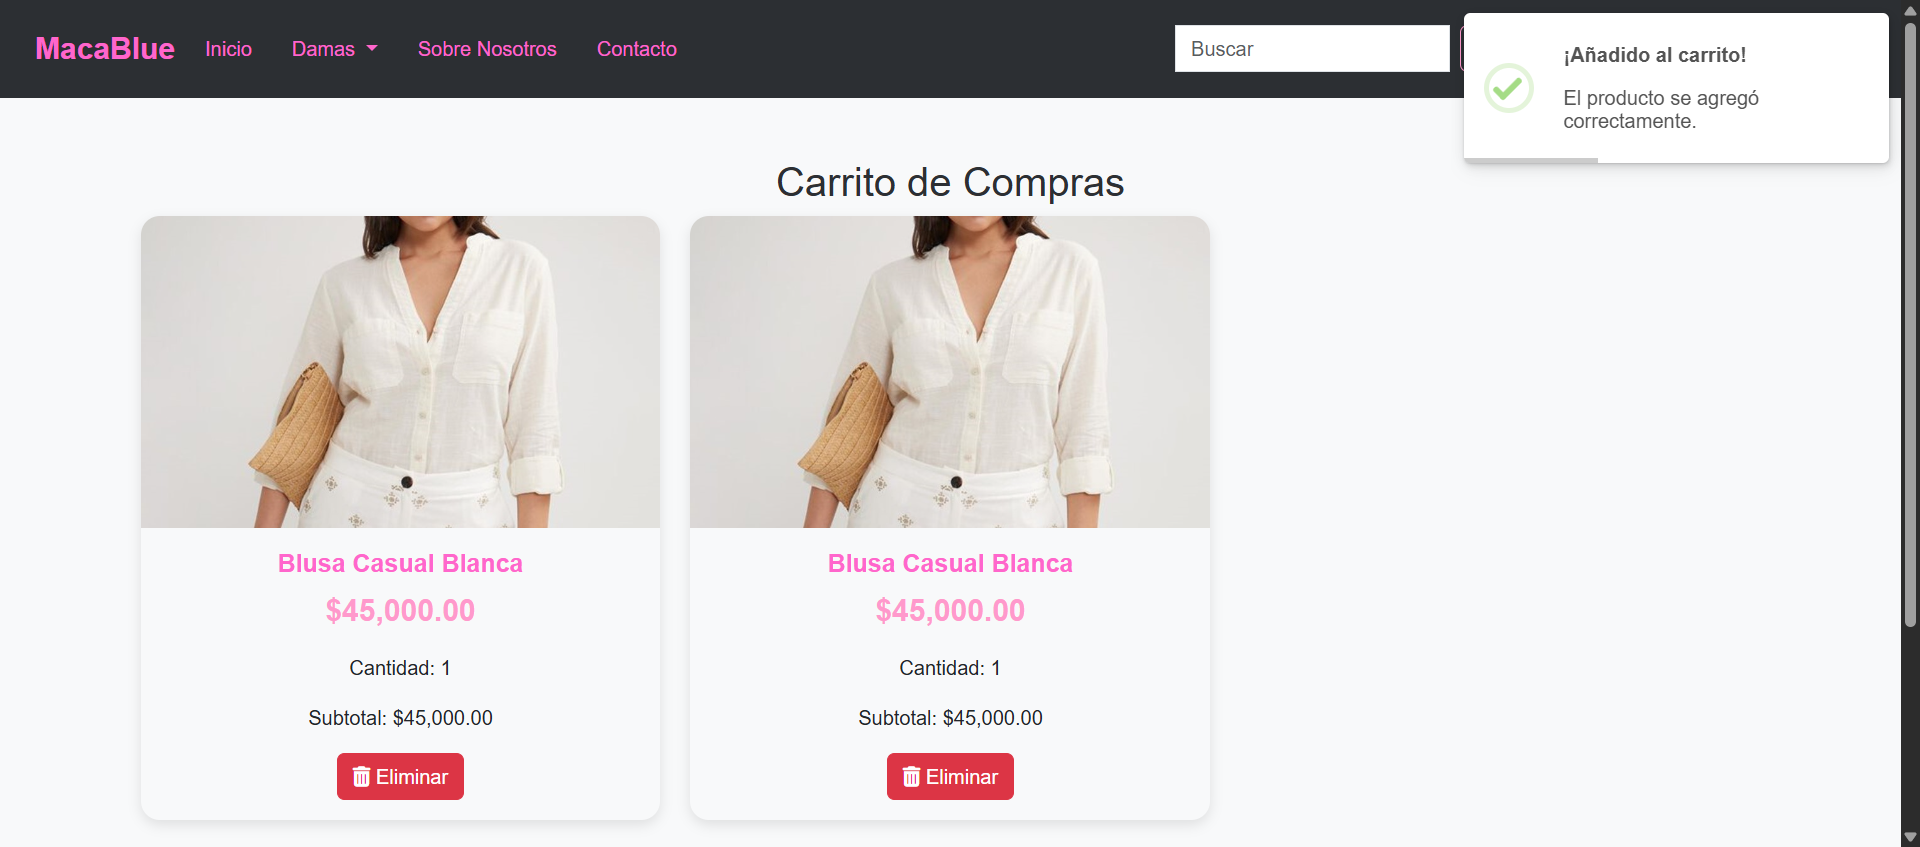 MacaBlue Inicio Damas Sobre Nosotros Contacto
Buscar
¡Añadido al carrito!
El producto se agregó
correctamente.
Carrito de Compras
Blusa Casual Blanca
$45,000.00
Cantidad: 1
Subtotal: $45,000.00
Eliminar
Blusa Casual Blanca
$45,000.00
Cantidad: 1
Subtotal: $45,000.00
Eliminar